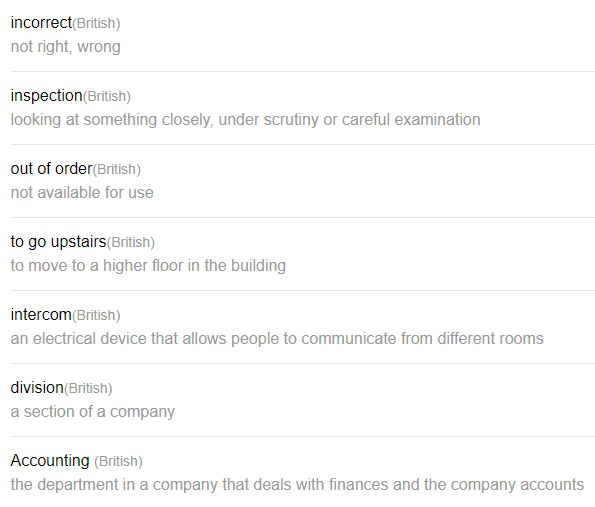 incorrect(British)
not right, wrong
inspection(British)
looking at something closely, under scrutiny or careful examination
out of order(British)
not available for use
to go upstairs(British)
to move to a higher floor in the building
intercom(British)
an electrical device that allows people to communicate from different rooms
division(British)
a section of a company
Accounting (British)
the department in a company that deals with finances and the company accounts